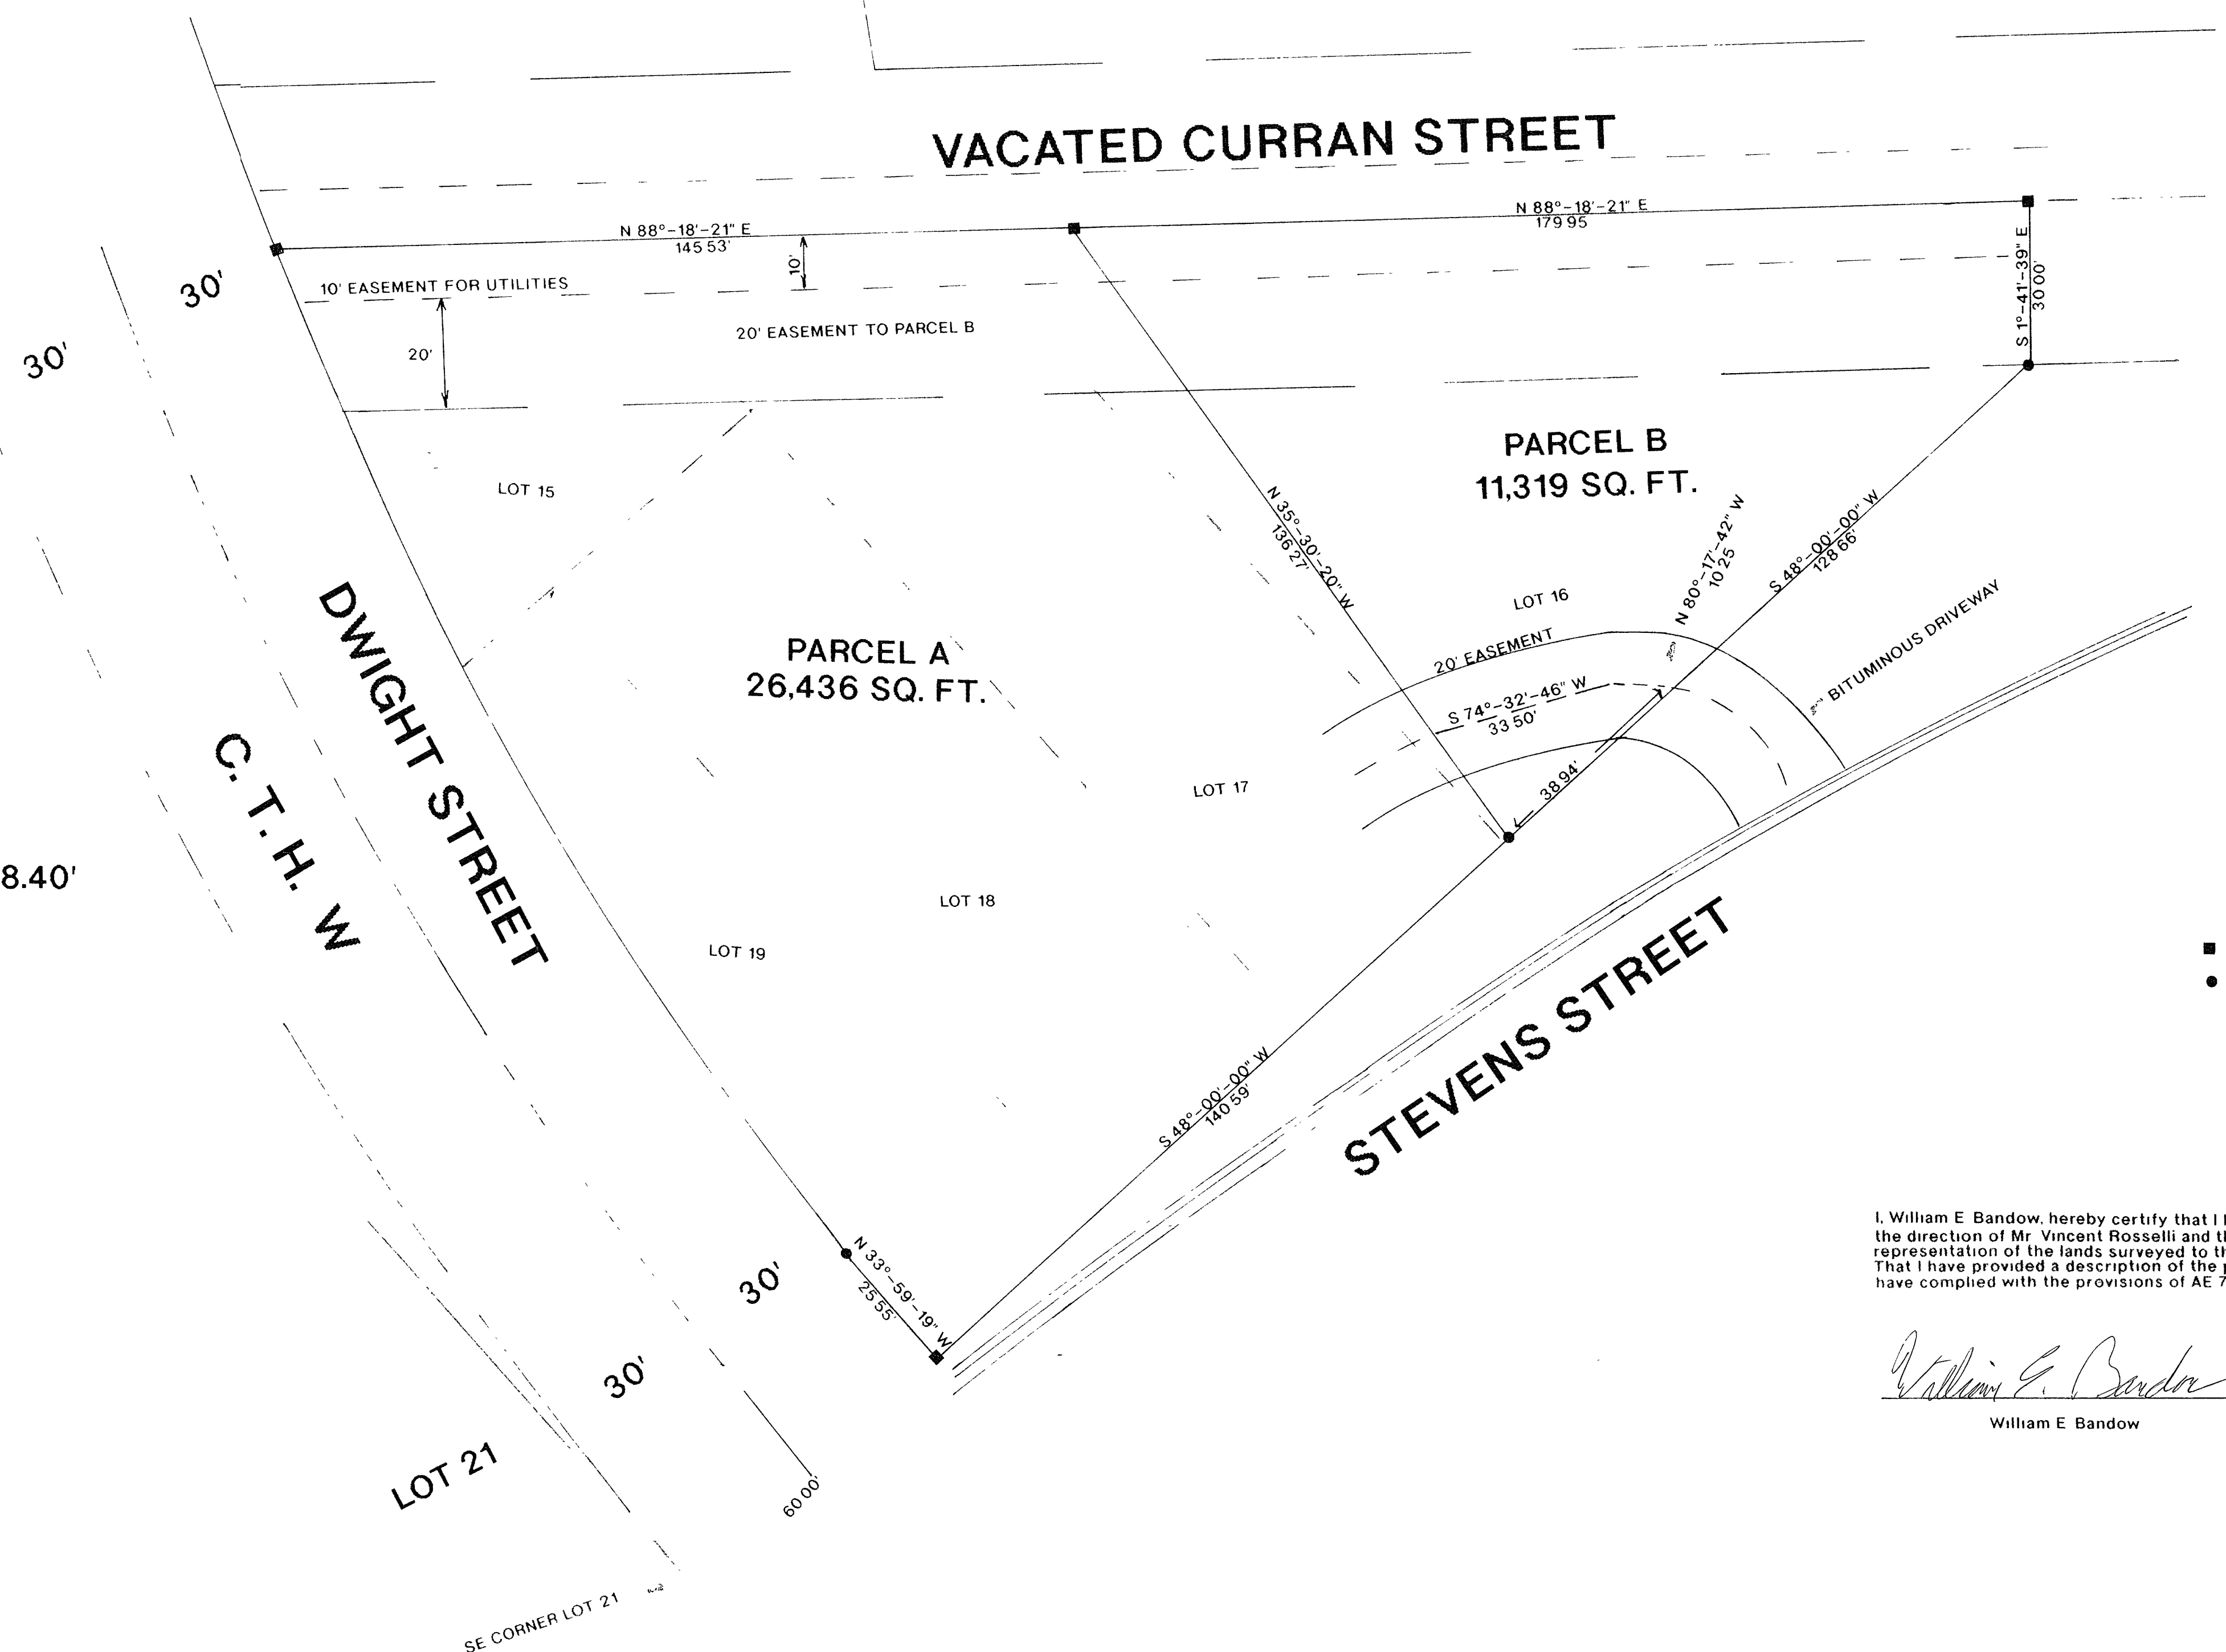 VACATED CURRAN STREET
N 88°-18'-21" E
145 53'
N 88°-18'-21" E
179 95
S 1°-41'-39" E
30 00'
30'
30'
10'
10' EASEMENT FOR UTILITIES
20' EASEMENT TO PARCEL B
20'
LOT 15
PARCEL B
11,319 SQ. FT.
N 35°-30'-20" W
136 27'
N 80°-17'-42" W
10 25
S 48°-00'-00" W
128 66'
LOT 16
20' EASEMENT
BITUMINOUS DRIVEWAY
PARCEL A
26,436 SQ. FT.
S 74°-32'-46" W
33 50'
38 94'
DWIGHT STREET
C. T. H. W
LOT 17
8.40'
LOT 18
LOT 19
STEVENS STREET
S 48°-00'-00" W
140 59'
N 33°-59'-19" W
25 55'
30'
30'
LOT 21
60 00'
SE CORNER LOT 21
I, William E Bandow, hereby certify that I
the direction of Mr Vincent Rosselli and
representation of the lands surveyed to
That I have provided a description of the
have complied with the provisions of AE 7
William E. Bandow
William E Bandow